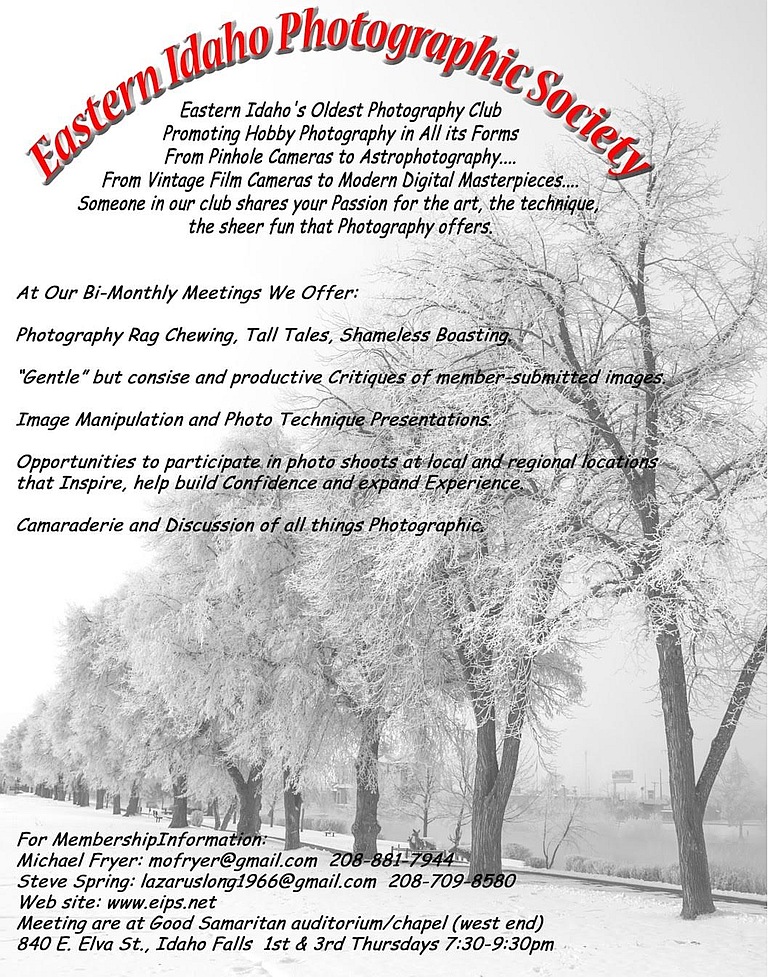 Eastern Idaho Photographic Society
Eastern Idaho's Oldest Photography Club
Promoting Hobby Photography in All its Forms
From Pinhole Cameras to Astrophotography....
From Vintage Film Cameras to Modern Digital Masterpieces....
Someone in our club shares your Passion for the art, the technique,
the sheer fun that Photography offers.
At Our Bi-Monthly Meetings We Offer:
Photography Rag Chewing, Tall Tales, Shameless Boasting.
“Gentle” but consise and productive Critiques of member-submitted images.
Image Manipulation and Photo Technique Presentations.
Opportunities to participate in photo shoots at local and regional locations
that Inspire, help build Confidence and expand Experience.
Camaraderie and Discussion of all things Photographic.
For MembershipInformation:
Michael Fryer: mofryer@gmail.com 208-881-7944
Steve Spring: lazaruslong1966@gmail.com 208-709-8580
Web site: www.eips.net
Meeting are at Good Samaritan auditorium/chapel (west end)
840 E. Elva St., Idaho Falls 1st & 3rd Thursdays 7:30-9:30pm